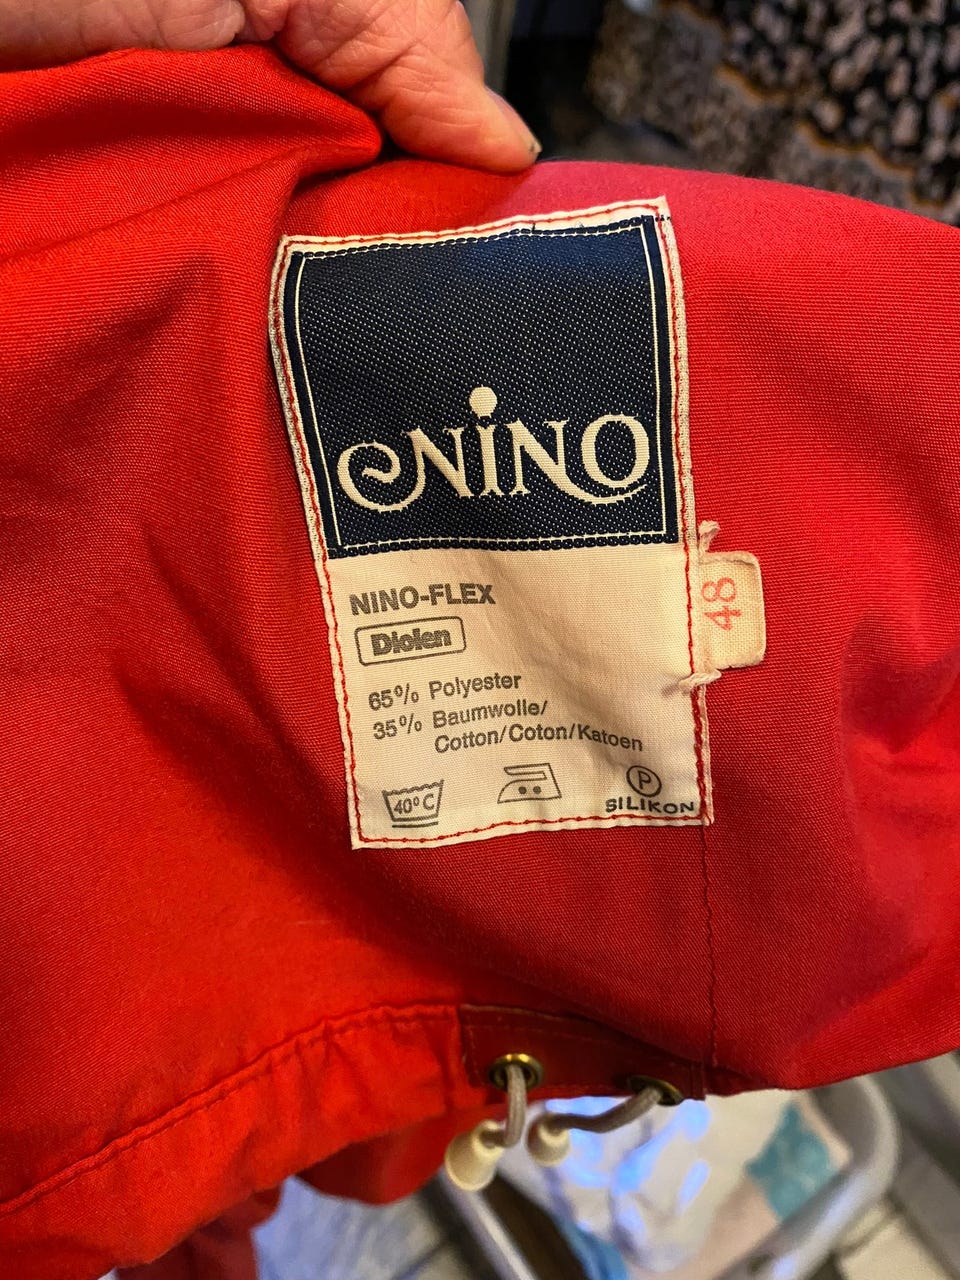 NINO
NINO-FLEX
Diolen
65% Polyester
35% Baumwolle/
Cotton/Coton/Katoen
40°C
P
SILIKON
48